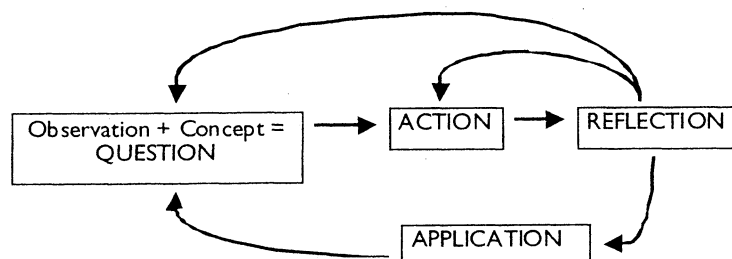 Observation + Concept =
QUESTION
ACTION
REFLECTION
APPLICATION